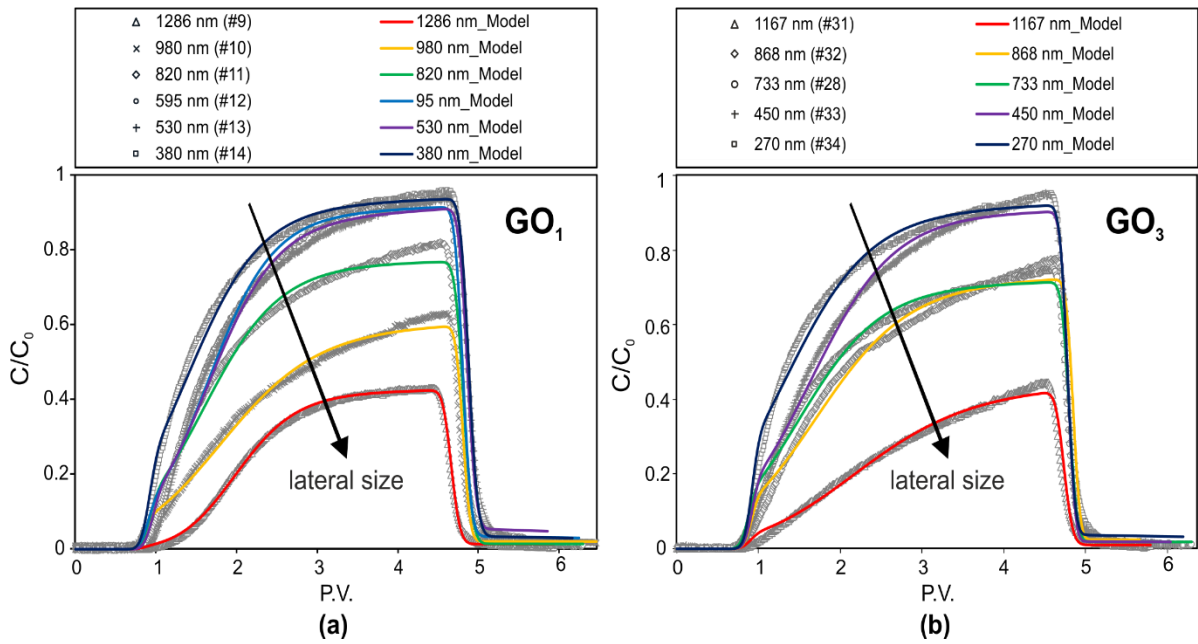 1286 nm (#9) 1286 nm_Model
980 nm (#10) 980 nm_Model
820 nm (#11) 820 nm_Model
595 nm (#12) 95 nm_Model
530 nm (#13) 530 nm_Model
380 nm (#14) 380 nm_Model
1
0.8
0.6
0.4
0.2
0
C/C0
GO1
lateral size
0 1 2 3 4 5 6
P.V.
(a)
1167 nm (#31) 1167 nm_Model
868 nm (#32) 868 nm_Model
733 nm (#28) 733 nm_Model
450 nm (#33) 450 nm_Model
270 nm (#34) 270 nm_Model
1
0.8
0.6
0.4
0.2
0
C/C0
GO3
lateral size
0 1 2 3 4 5 6
P.V.
(b)